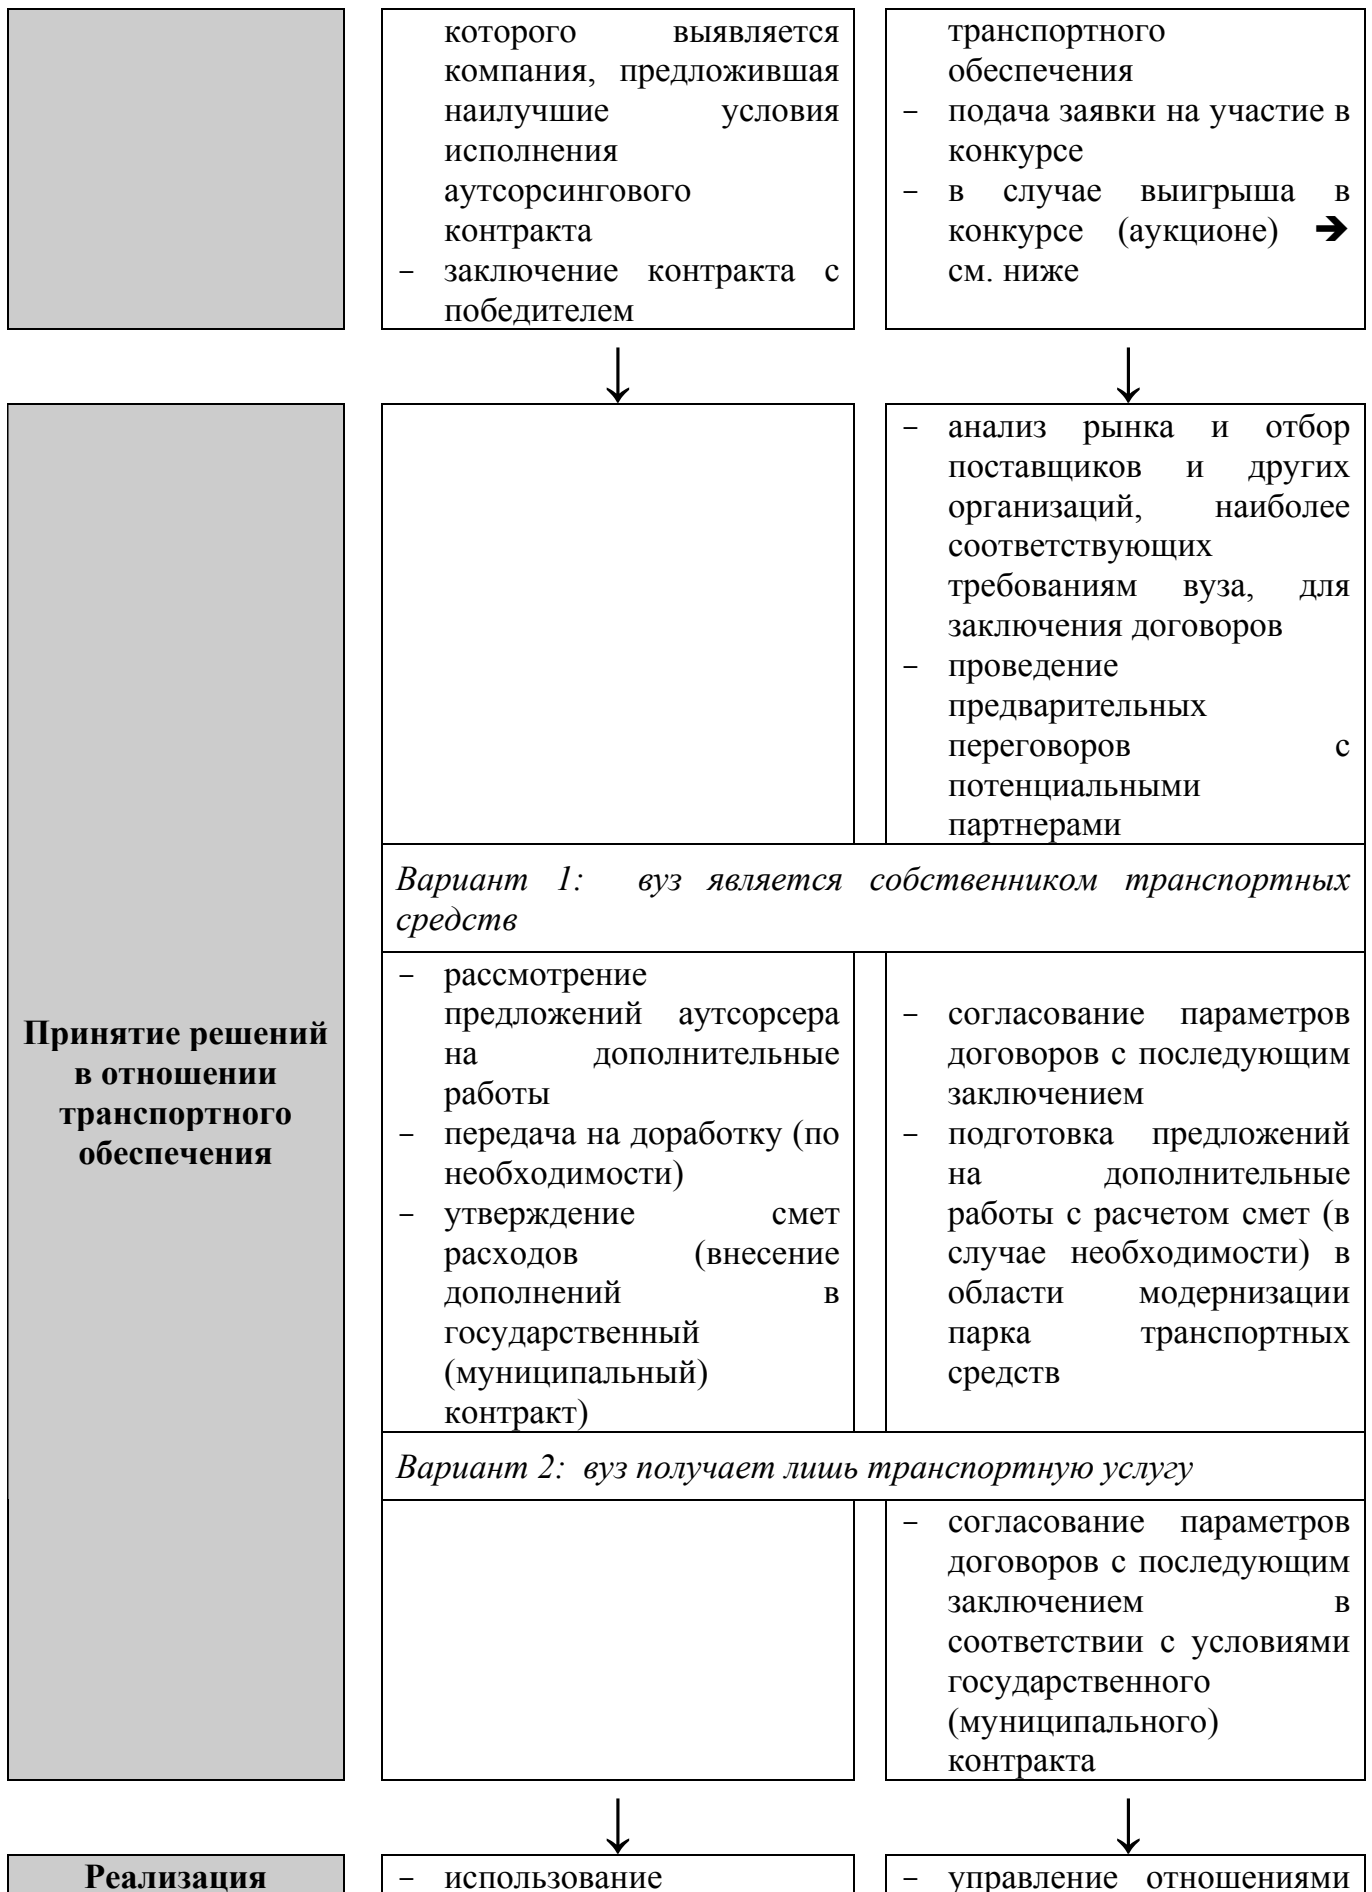 которого выявляется
компания, предложившая
наилучшие условия
исполнения
аутсорсингового
контракта
− заключение контракта с
победителем
транспортного
обеспечения
− подача заявки на участие в
конкурсе
− в случае выигрыша в
конкурсе (аукционе) ➔
см. ниже
↓ ↓
Принятие решений
в отношении
транспортного
обеспечения
− анализ рынка и отбор
поставщиков и других
организаций, наиболее
соответствующих
требованиям вуза, для
заключения договоров
− проведение
предварительных
переговоров с
потенциальными
партнерами
Вариант 1: вуз является собственником транспортных
средств
− рассмотрение
предложений аутсорсера
на дополнительные
работы
− передача на доработку (по
необходимости)
− утверждение смет
расходов (внесение
дополнений в
государственный
(муниципальный)
контракт)
− согласование параметров
договоров с последующим
заключением
− подготовка предложений
на дополнительные
работы с расчетом смет (в
случае необходимости) в
области модернизации
парка транспортных
средств
Вариант 2: вуз получает лишь транспортную услугу
− согласование параметров
договоров с последующим
заключением в
соответствии с условиями
государственного
(муниципального)
контракта
↓ ↓
Реализация
− использование
− управление отношениями